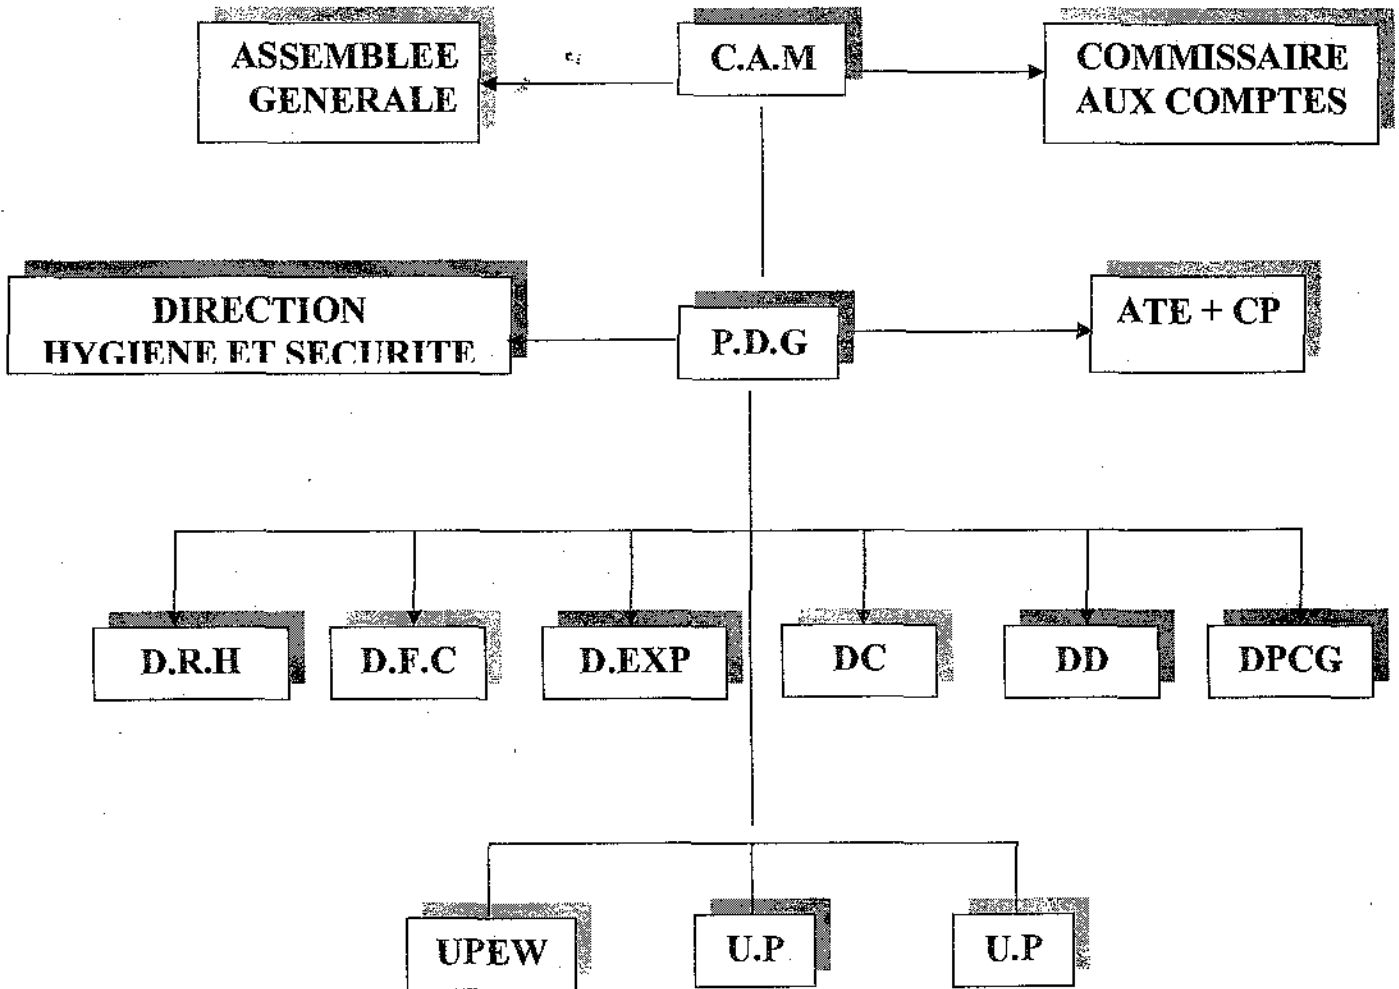 ASSEMBLEE
GENERALE
C.A.M
COMMISSAIRE
AUX COMPTES
DIRECTION
HYGIENE ET SECURITE
P.D.G
ATE + CP
D.R.H
D.F.C
D.EXP
DC
DD
DPCG
UPEW
U.P
U.P